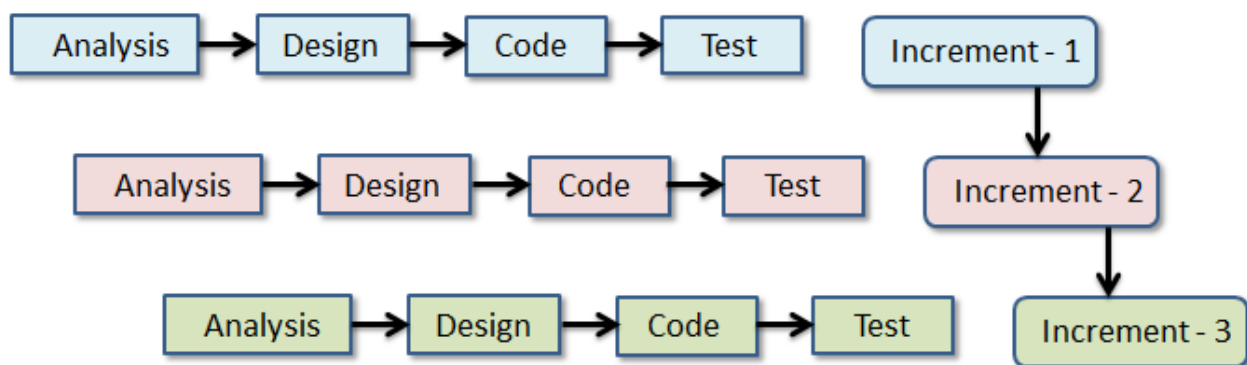 Analysis Design Code Test Increment - 1
Analysis Design Code Test Increment - 2
Analysis Design Code Test Increment - 3